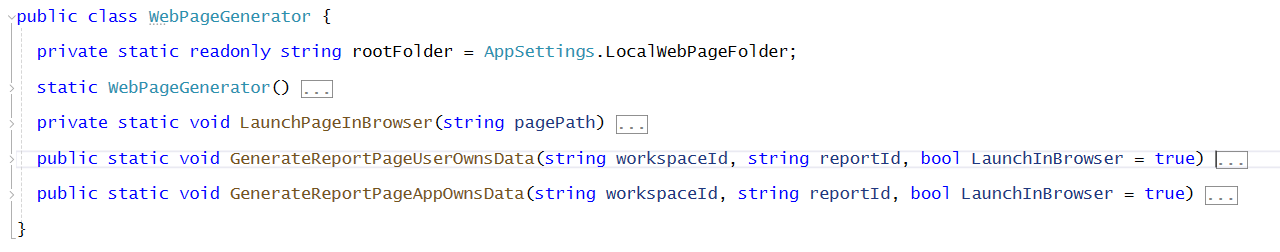 public class WebPageGenerator {
private static readonly string rootFolder = AppSettings.LocalWebPageFolder;
static WebPageGenerator() ...
private static void LaunchPageInBrowser(string pagePath) ...
public static void GenerateReportPageUserOwnsData(string workspaceId, string reportId, bool LaunchInBrowser = true) ...
public static void GenerateReportPageAppOwnsData(string workspaceId, string reportId, bool LaunchInBrowser = true) ...
}